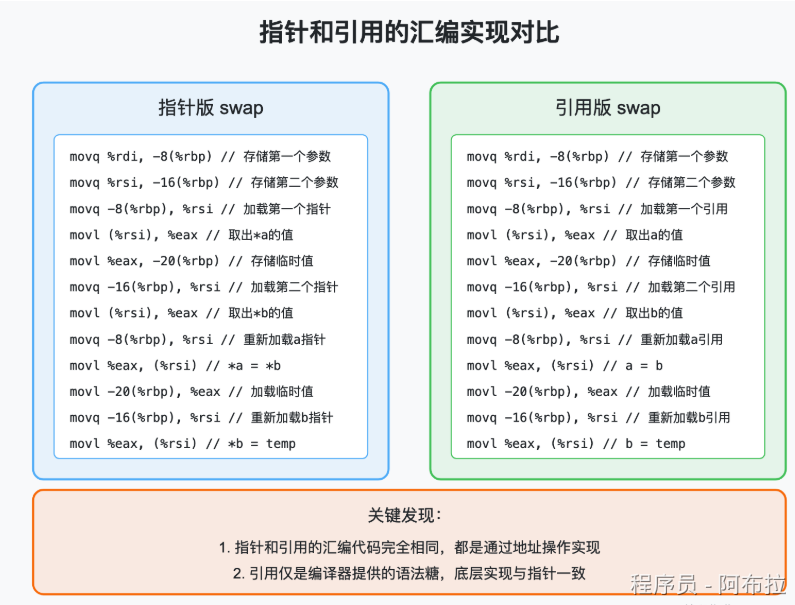 指针和引用的汇编实现对比
指针版 swap
movq %rdi, -8(%rbp) // 存储第一个参数
movq %rsi, -16(%rbp) // 存储第二个参数
movq -8(%rbp), %rsi // 加载第一个指针
movl (%rsi), %eax // 取出*a的值
movl %eax, -20(%rbp) // 存储临时值
movq -16(%rbp), %rsi // 加载第二个指针
movl (%rsi), %eax // 取出*b的值
movq -8(%rbp), %rsi // 重新加载a指针
movl %eax, (%rsi) // *a = *b
movl -20(%rbp), %eax // 加载临时值
movq -16(%rbp), %rsi // 重新加载b指针
movl %eax, (%rsi) // *b = temp
引用版 swap
movq %rdi, -8(%rbp) // 存储第一个参数
movq %rsi, -16(%rbp) // 存储第二个参数
movq -8(%rbp), %rsi // 加载第一个引用
movl (%rsi), %eax // 取出a的值
movl %eax, -20(%rbp) // 存储临时值
movq -16(%rbp), %rsi // 加载第二个引用
movl (%rsi), %eax // 取出b的值
movq -8(%rbp), %rsi // 重新加载a引用
movl %eax, (%rsi) // a = b
movl -20(%rbp), %eax // 加载临时值
movq -16(%rbp), %rsi // 重新加载b引用
movl %eax, (%rsi) // b = temp
关键发现：
1. 指针和引用的汇编代码完全相同，都是通过地址操作实现
2. 引用仅是编译器提供的语法糖，底层实现与指针一致
程序员 - 阿布拉